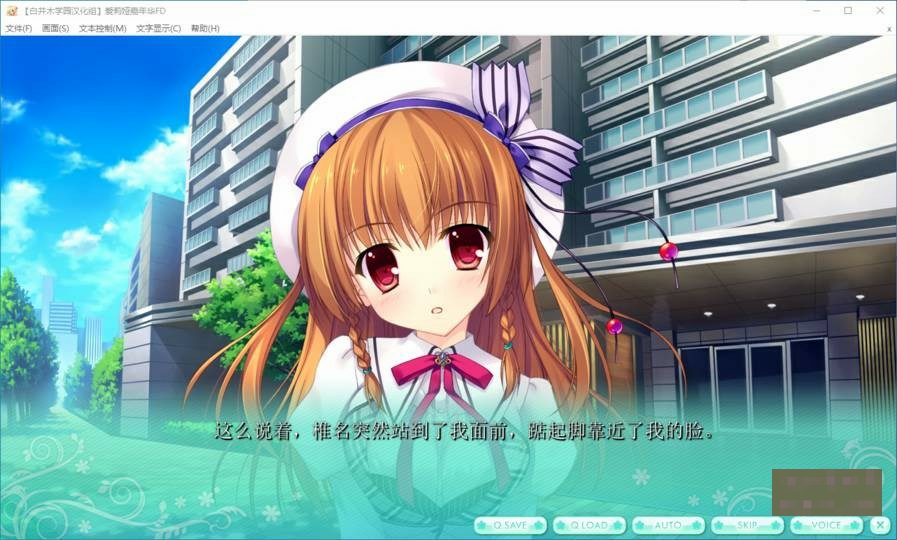 【白井木学园汉化组】爱莉娅嘉年华FD
文件(F) 画面(S) 文本控制(M) 文字显示(C) 帮助(H)
这么说着，椎名突然站到了我面前，踮起脚靠近了我的脸。
Q.SAVE Q.LOAD AUTO SKIP VOICE